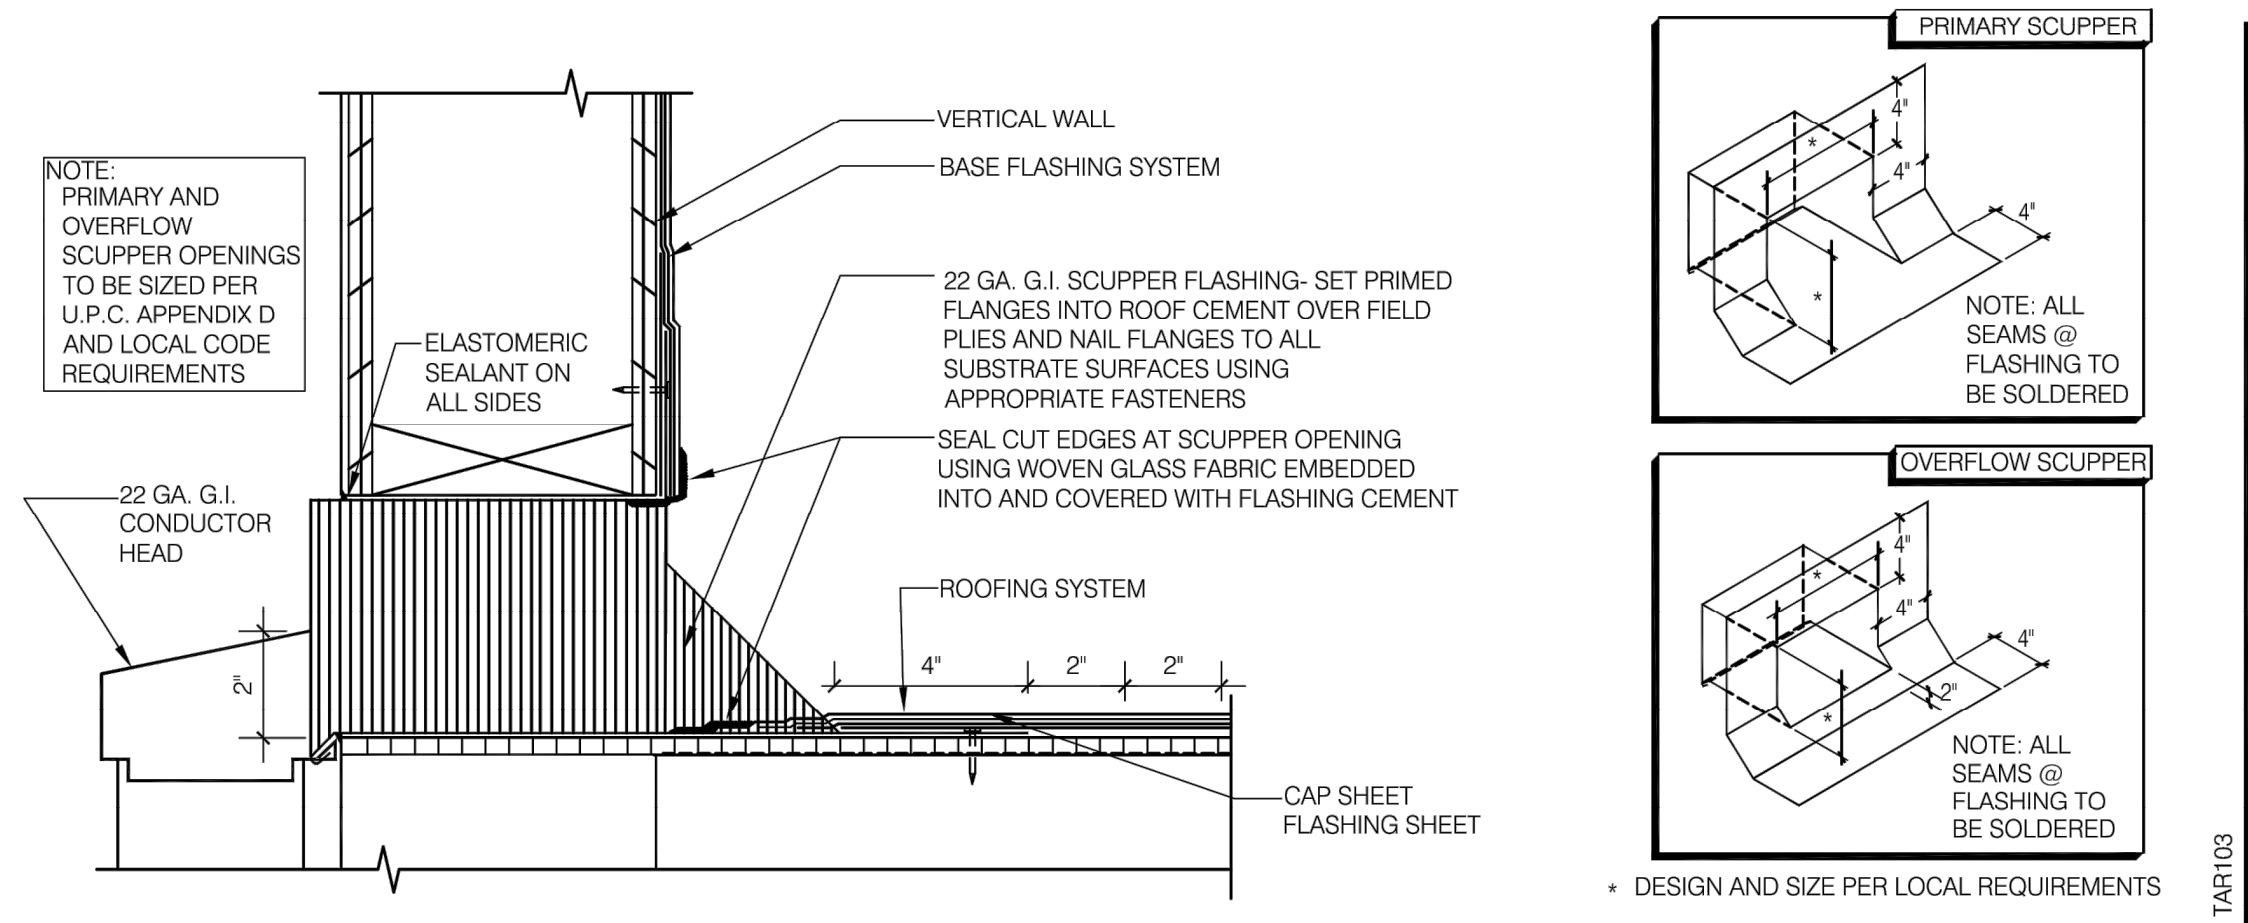 NOTE:
PRIMARY AND
OVERFLOW
SCUPPER OPENINGS
TO BE SIZED PER
U.P.C. APPENDIX D
AND LOCAL CODE
REQUIREMENTS
ELASTOMERIC
SEALANT ON
ALL SIDES
22 GA. G.I.
CONDUCTOR
HEAD
2"
VERTICAL WALL
BASE FLASHING SYSTEM
22 GA. G.I. SCUPPER FLASHING- SET PRIMED
FLANGES INTO ROOF CEMENT OVER FIELD
PLIES AND NAIL FLANGES TO ALL
SUBSTRATE SURFACES USING
APPROPRIATE FASTENERS
SEAL CUT EDGES AT SCUPPER OPENING
USING WOVEN GLASS FABRIC EMBEDDED
INTO AND COVERED WITH FLASHING CEMENT
ROOFING SYSTEM
4" 2" 2"
CAP SHEET
FLASHING SHEET
PRIMARY SCUPPER
4"
*
4"
4"
*
NOTE: ALL
SEAMS @
FLASHING TO
BE SOLDERED
OVERFLOW SCUPPER
4"
*
4"
4"
2"
*
NOTE: ALL
SEAMS @
FLASHING TO
BE SOLDERED
* DESIGN AND SIZE PER LOCAL REQUIREMENTS
TAR103